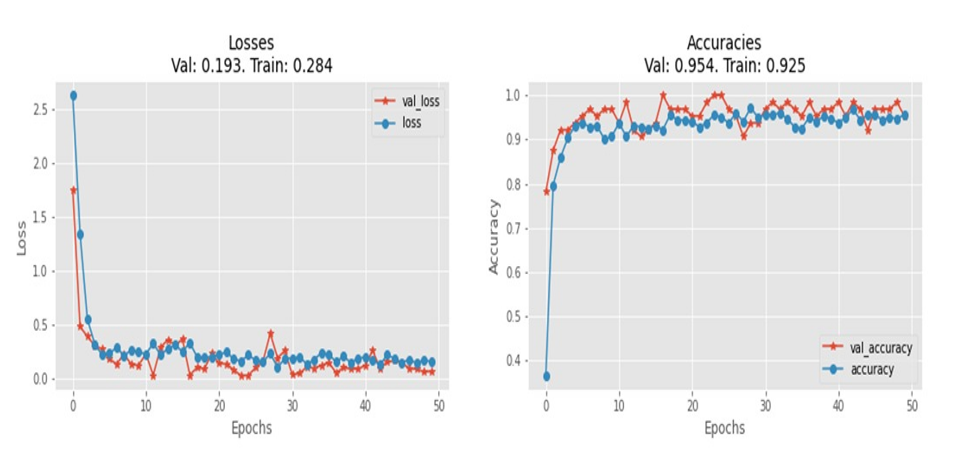 Losses
Val: 0.193. Train: 0.284
val_loss
loss
2.5
2.0
1.5
1.0
0.5
0.0
Loss
0
10
20
30
40
50
Epochs
Accuracies
Val: 0.954. Train: 0.925
1.0
0.9
0.8
0.7
0.6
0.5
0.4
Accuracy
val_accuracy
accuracy
0
10
20
30
40
50
Epochs